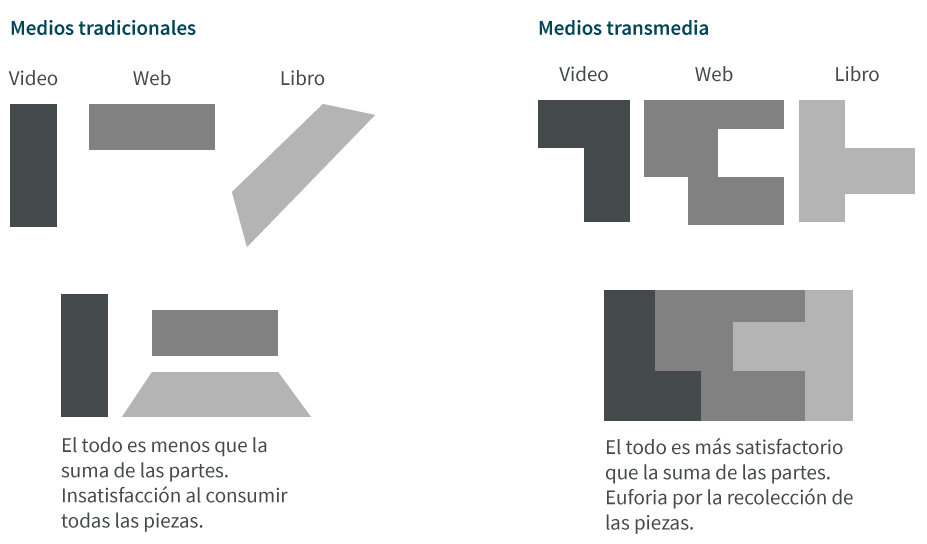 Medios tradicionales
Video
Web
Libro
El todo es menos que la
suma de las partes.
Insatisfacción al consumir
todas las piezas.
Medios transmedia
Video
Web
Libro
El todo es más satisfactorio
que la suma de las partes.
Euforia por la recolección de
las piezas.